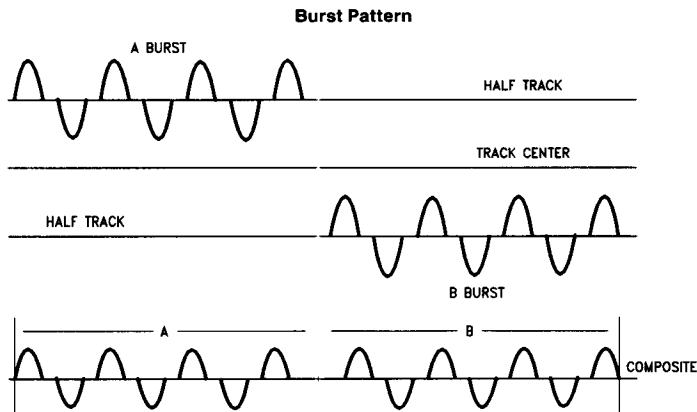 Burst Pattern
A BURST
HALF TRACK
TRACK CENTER
HALF TRACK
B BURST
A
B
COMPOSITE